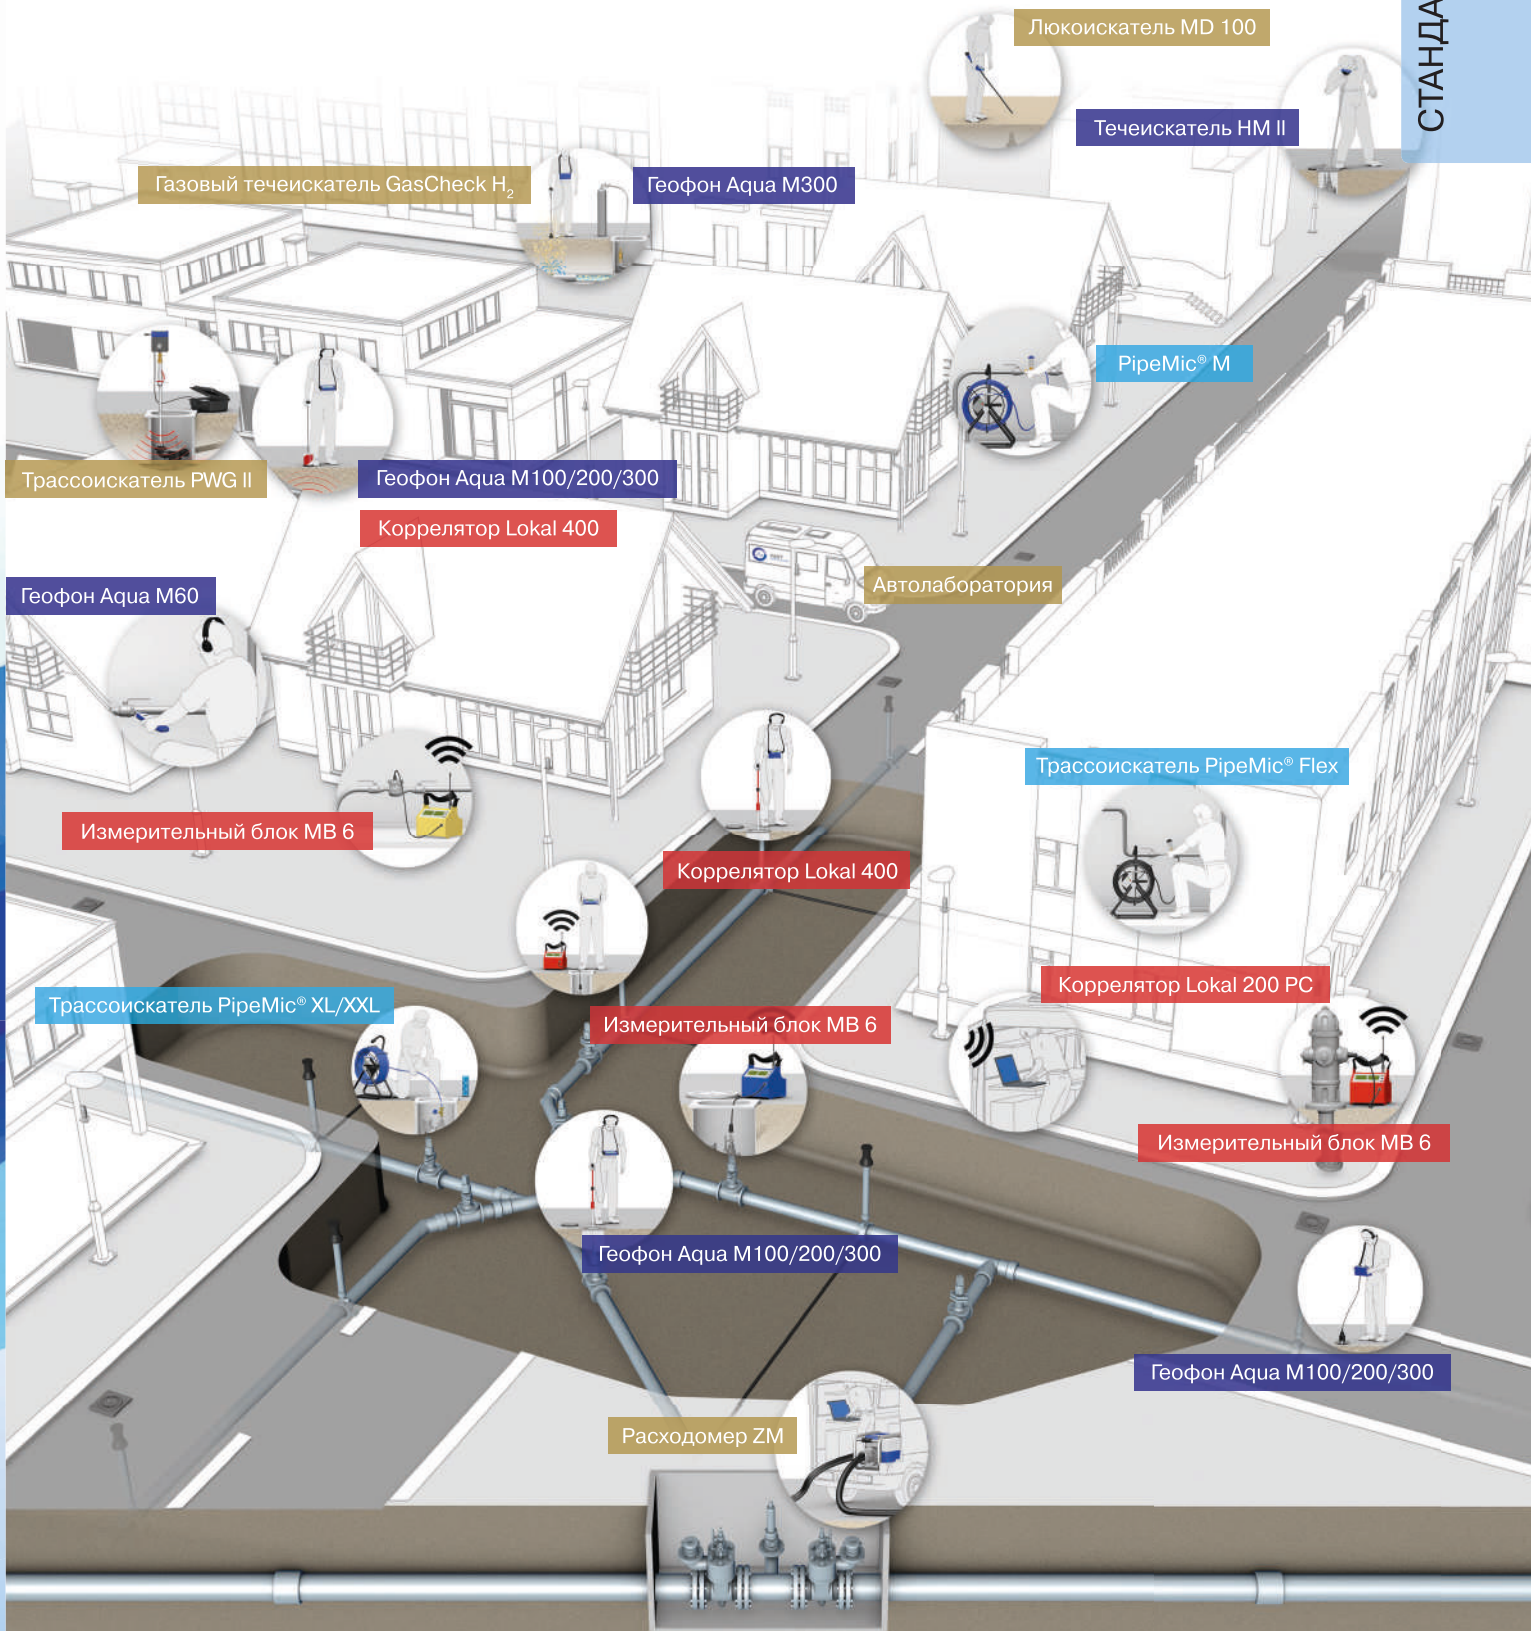 СТАНДА
Люкоискатель MD 100
Течеискатель HM II
Газовый течеискатель GasCheck H₂
Геофон Aqua M300
PipeMic® M
Трассоискатель PWG II
Геофон Aqua M100/200/300
Коррелятор Lokal 400
Автолаборатория
Геофон Aqua M60
Трассоискатель PipeMic® Flex
Измерительный блок MB 6
Коррелятор Lokal 400
Коррелятор Lokal 200 PC
Трассоискатель PipeMic® XL/XXL
Измерительный блок MB 6
Измерительный блок MB 6
Геофон Aqua M100/200/300
Геофон Aqua M100/200/300
Расходомер ZM